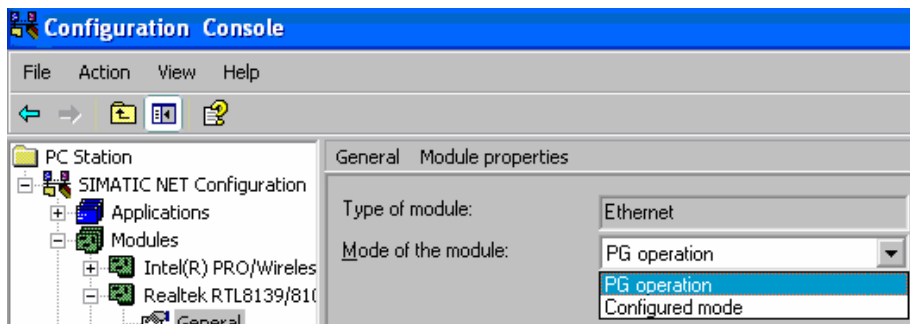 Configuration Console
File Action View Help
PC Station
General Module properties
SIMATIC NET Configuration
Applications
Type of module: Ethernet
Modules
Mode of the module: PG operation
Intel(R) PRO/Wireles
PG operation
Realtek RTL8139/810
Configured mode
General